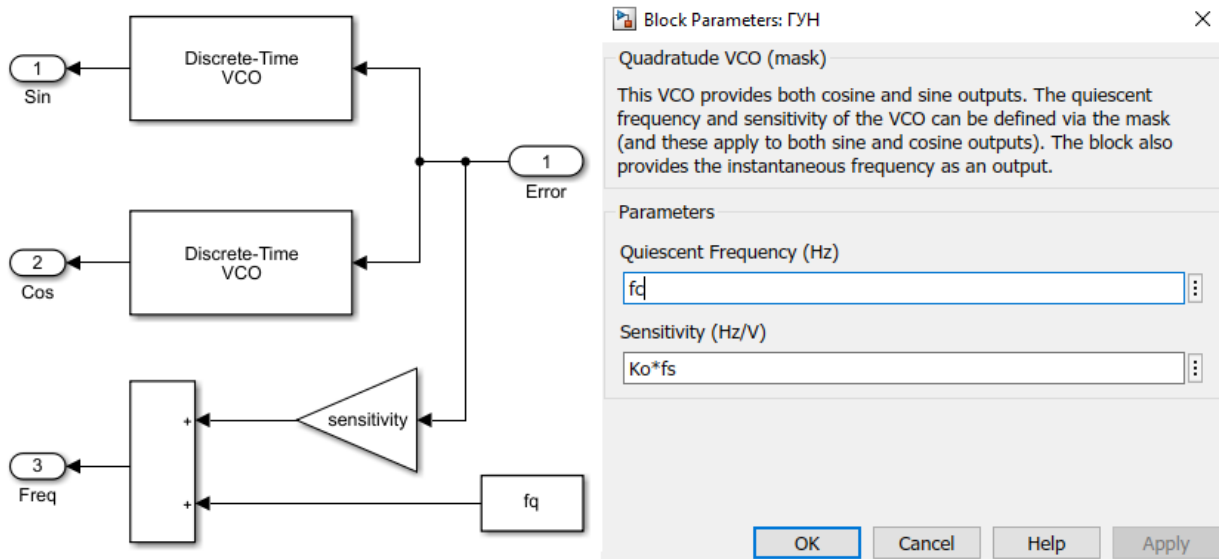 Discrete-Time
VCO
1
Sin
Discrete-Time
VCO
2
Cos
1
Error
+
sensitivity
3
Freq
+
fq
Block Parameters: ГУН
Quadratude VCO (mask)
This VCO provides both cosine and sine outputs. The quiescent
frequency and sensitivity of the VCO can be defined via the mask
(and these apply to both sine and cosine outputs). The block also
provides the instantaneous frequency as an output.
Parameters
Quiescent Frequency (Hz)
fc
Sensitivity (Hz/V)
Ko*fs
OK Cancel Help Apply